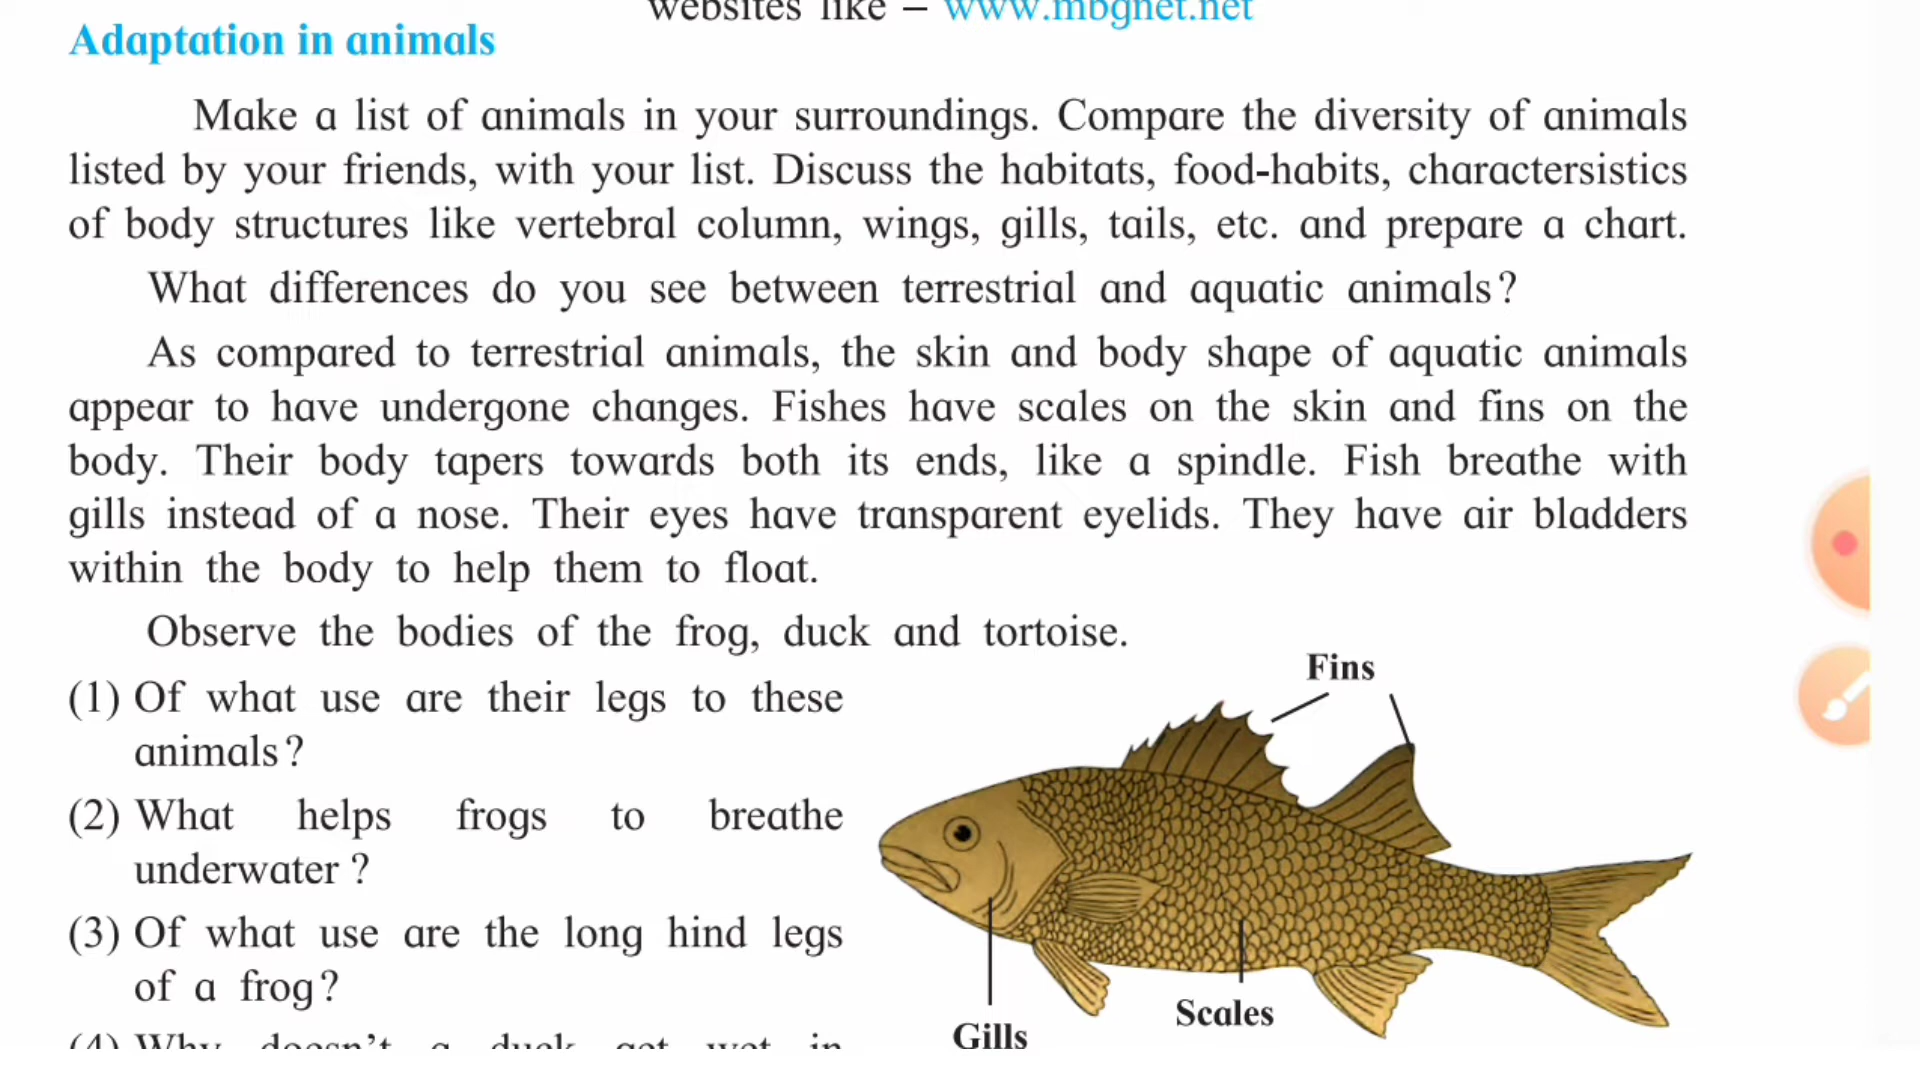 websites like – www.mbgnet.net
Adaptation in animals
Make a list of animals in your surroundings. Compare the diversity of animals
listed by your friends, with your list. Discuss the habitats, food-habits, charactersistics
of body structures like vertebral column, wings, gills, tails, etc. and prepare a chart.
What differences do you see between terrestrial and aquatic animals?
As compared to terrestrial animals, the skin and body shape of aquatic animals
appear to have undergone changes. Fishes have scales on the skin and fins on the
body. Their body tapers towards both its ends, like a spindle. Fish breathe with
gills instead of a nose. Their eyes have transparent eyelids. They have air bladders
within the body to help them to float.
Observe the bodies of the frog, duck and tortoise.
(1) Of what use are their legs to these
animals?
(2) What helps frogs to breathe
underwater ?
(3) Of what use are the long hind legs
of a frog?
(4) Why doesn't a duck get wet in
Fins
Scales
Gills